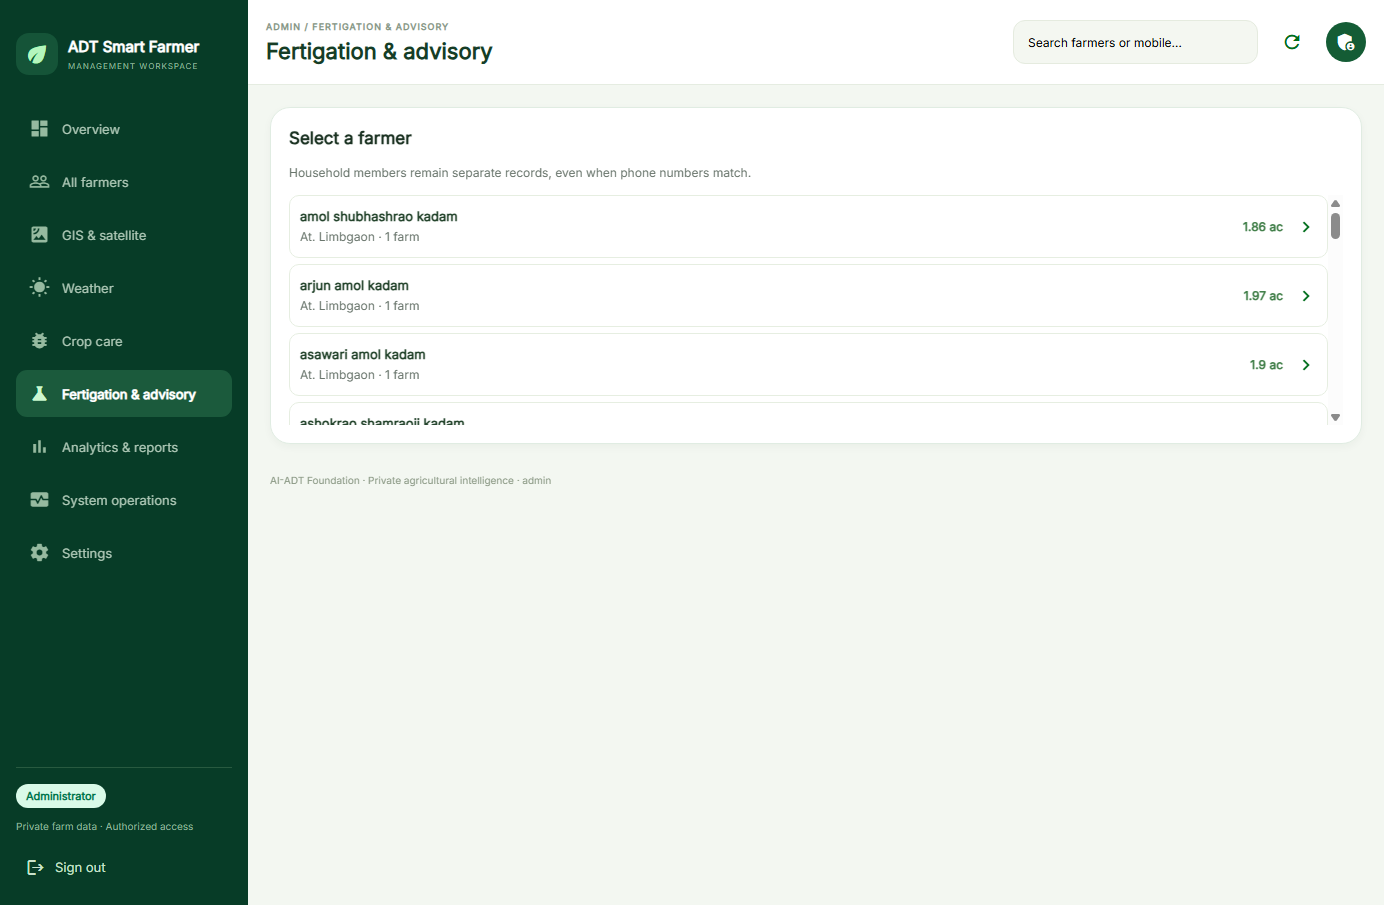 ADT Smart Farmer
MANAGEMENT WORKSPACE
Overview
All farmers
GIS & satellite
Weather
Crop care
Fertigation & advisory
Analytics & reports
System operations
Settings
Administrator
Private farm data · Authorized access
Sign out
ADMIN / FERTIGATION & ADVISORY
Fertigation & advisory
Search farmers or mobile...
Select a farmer
Household members remain separate records, even when phone numbers match.
amol shubhashrao kadam
At. Limbgaon · 1 farm
1.86 ac
arjun amol kadam
At. Limbgaon · 1 farm
1.97 ac
asawari amol kadam
At. Limbgaon · 1 farm
1.9 ac
ashokrao shamraoji kadam
AI-ADT Foundation · Private agricultural intelligence · admin